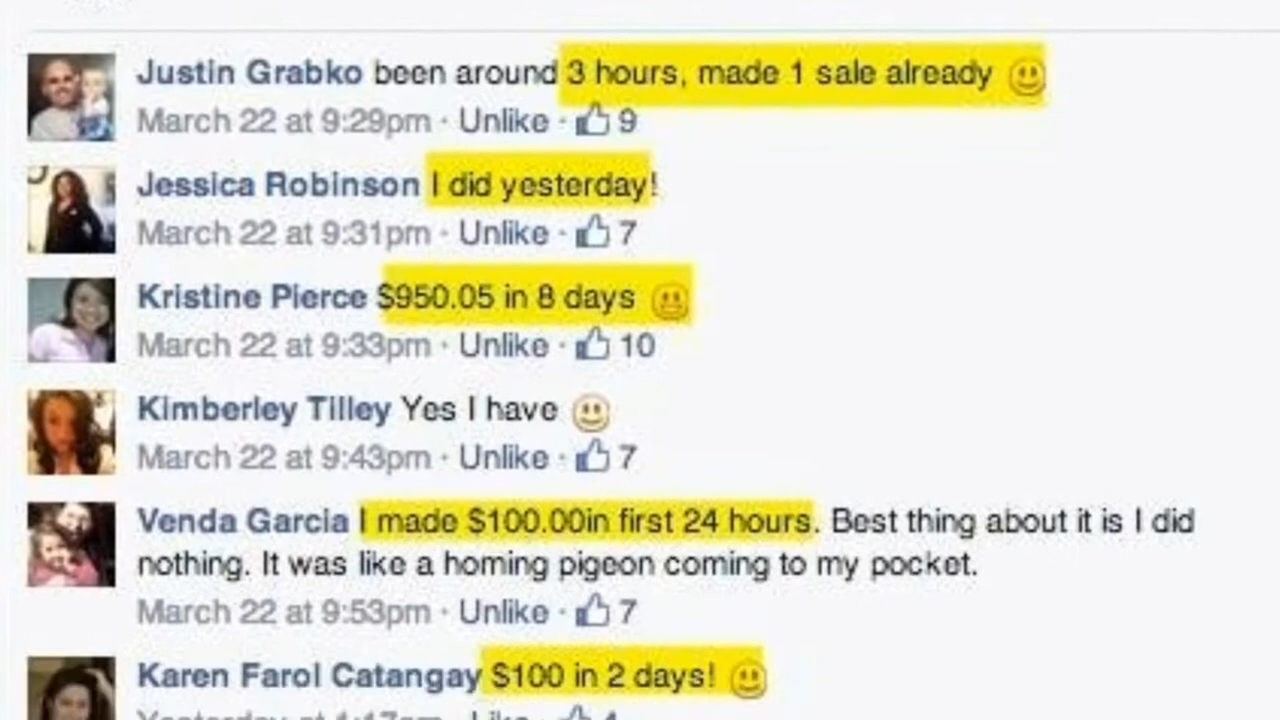 Justin Grabko been around 3 hours, made 1 sale already
March 22 at 9:29pm · Unlike · 9
Jessica Robinson I did yesterday!
March 22 at 9:31pm · Unlike · 7
Kristine Pierce $950.05 in 8 days
March 22 at 9:33pm · Unlike · 10
Kimberley Tilley Yes I have
March 22 at 9:43pm · Unlike · 7
Venda Garcia I made $100.00in first 24 hours. Best thing about it is I did
nothing. It was like a homing pigeon coming to my pocket.
March 22 at 9:53pm · Unlike · 7
Karen Farol Catangay $100 in 2 days!
Yesterday at · Like ·